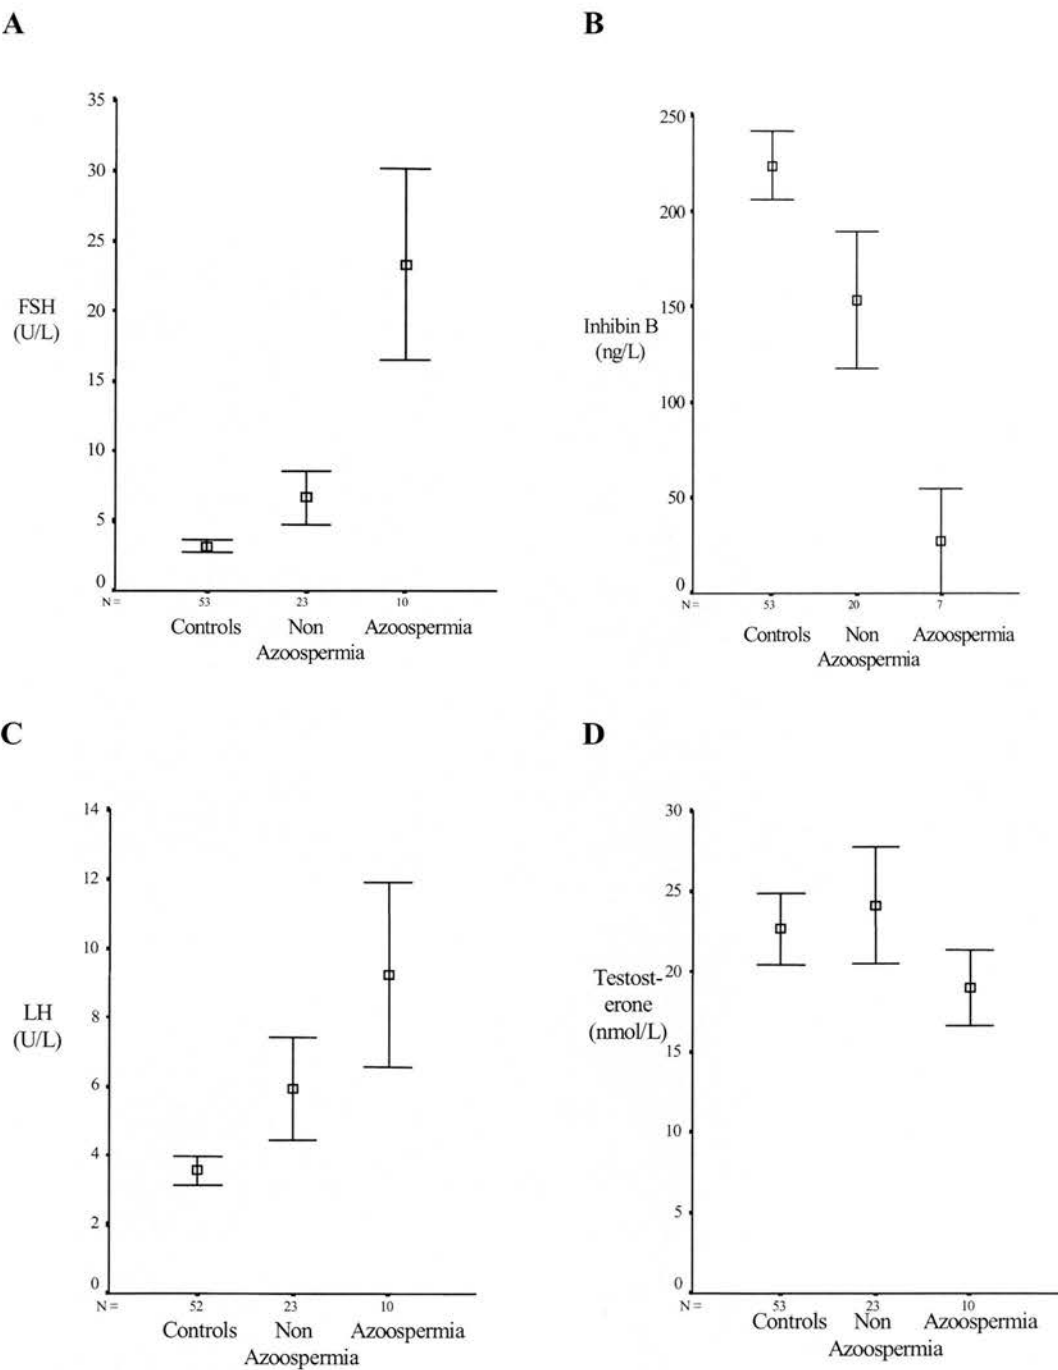 A
35
30
25
20
15
10
5
0
FSH
(U/L)
N = 53 23 10
Controls Non Azoospermia
Azoospermia
B
250
200
150
100
50
0
Inhibin B
(ng/L)
N = 53 20 7
Controls Non Azoospermia
Azoospermia
C
14
12
10
8
6
4
2
0
LH
(U/L)
N = 52 23 10
Controls Non Azoospermia
Azoospermia
D
30
25
20
15
10
5
0
Testost-
erone
(nmol/L)
N = 53 23 10
Controls Non Azoospermia
Azoospermia